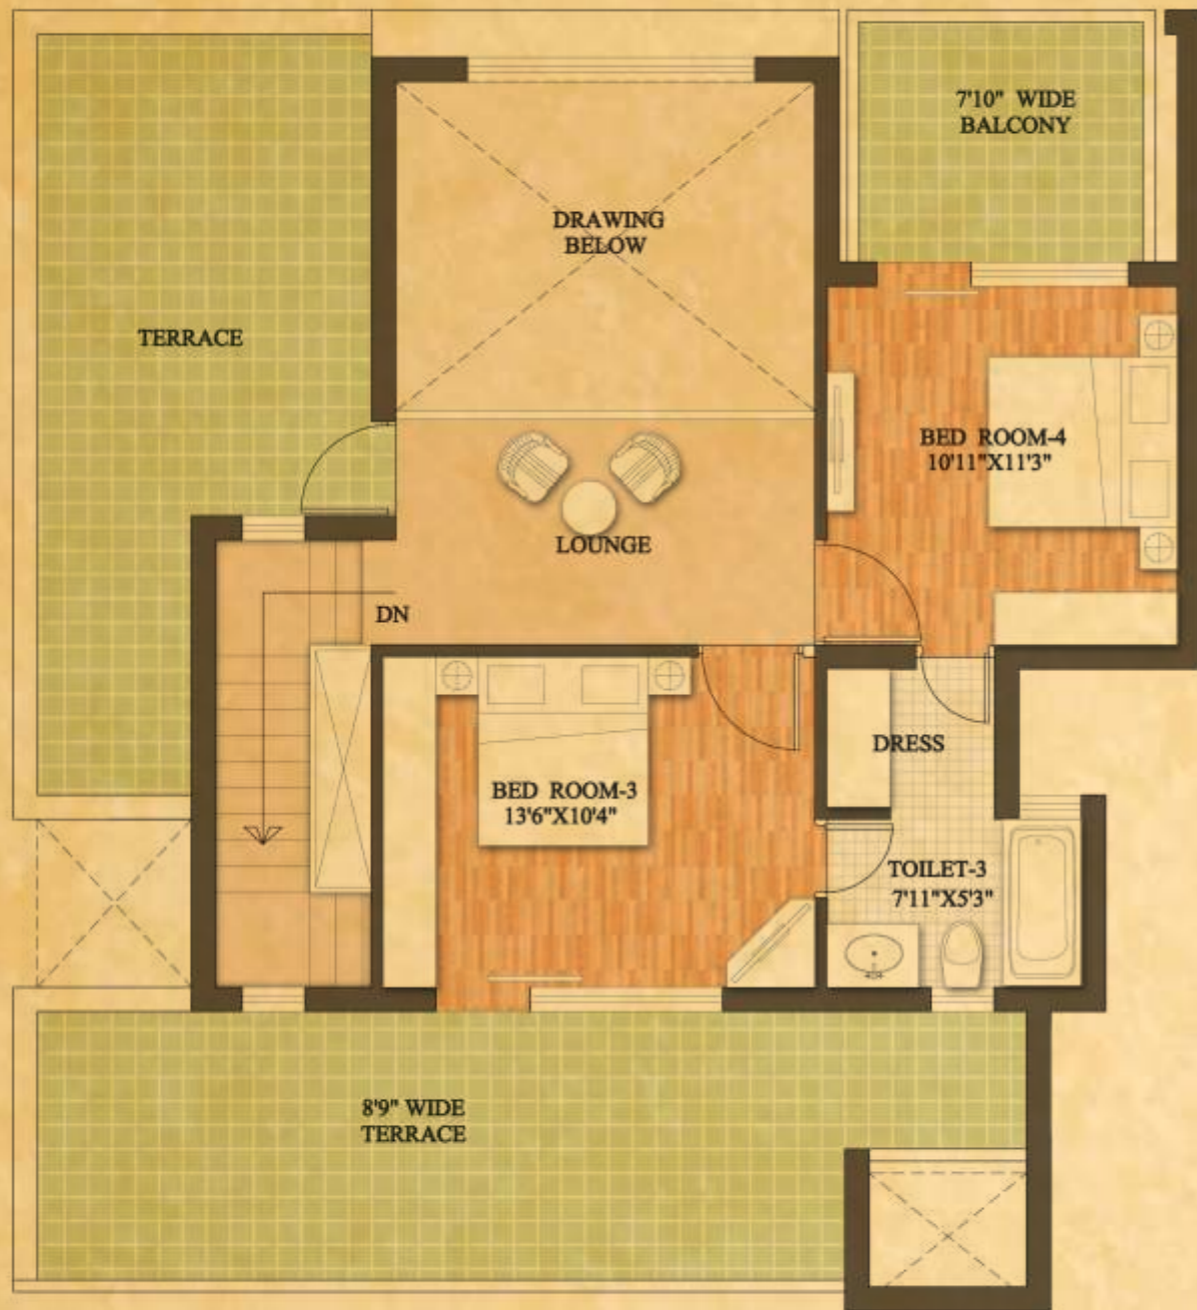 7'10" WIDE
BALCONY
DRAWING
BELOW
TERRACE
BED ROOM-4
10'11"X11'3"
LOUNGE
DN
DRESS
BED ROOM-3
13'6"X10'4"
TOILET-3
7'11"X5'3"
8'9" WIDE
TERRACE